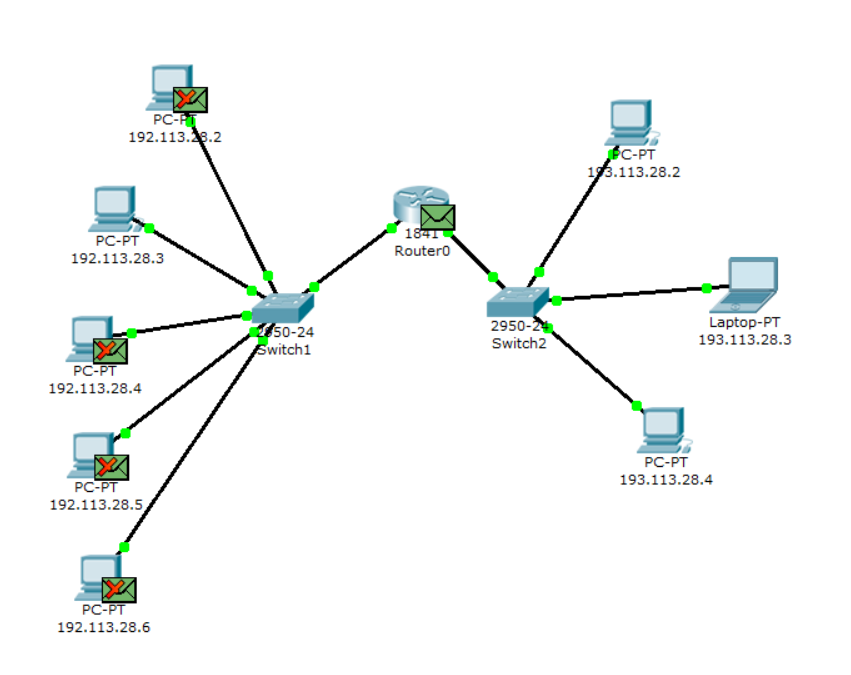 PC-PT
192.113.28.2
PC-PT
192.113.28.3
PC-PT
192.113.28.4
PC-PT
192.113.28.5
PC-PT
192.113.28.6
2950-24
Switch1
1841
Router0
2950-24
Switch2
PC-PT
193.113.28.2
Laptop-PT
193.113.28.3
PC-PT
193.113.28.4